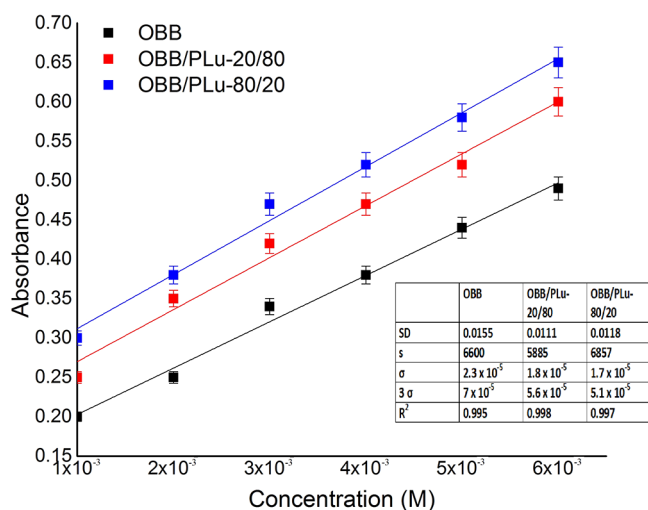 0.70
0.65
0.60
0.55
0.50
0.45
0.40
0.35
0.30
0.25
0.20
0.15
Absorbance
OBB
OBB/PLu-20/80
OBB/PLu-80/20
OBB OBB/PLu-20/80 OBB/PLu-80/20
SD 0.0155 0.0111 0.0118
s 6600 5885 6857
σ 2.3 x 10⁻⁵ 1.8 x 10⁻⁵ 1.7 x 10⁻⁵
3 σ 7 x 10⁻⁵ 5.6 x 10⁻⁵ 5.1 x 10⁻⁵
R² 0.995 0.998 0.997
1x10⁻³ 2x10⁻³ 3x10⁻³ 4x10⁻³ 5x10⁻³ 6x10⁻³
Concentration (M)